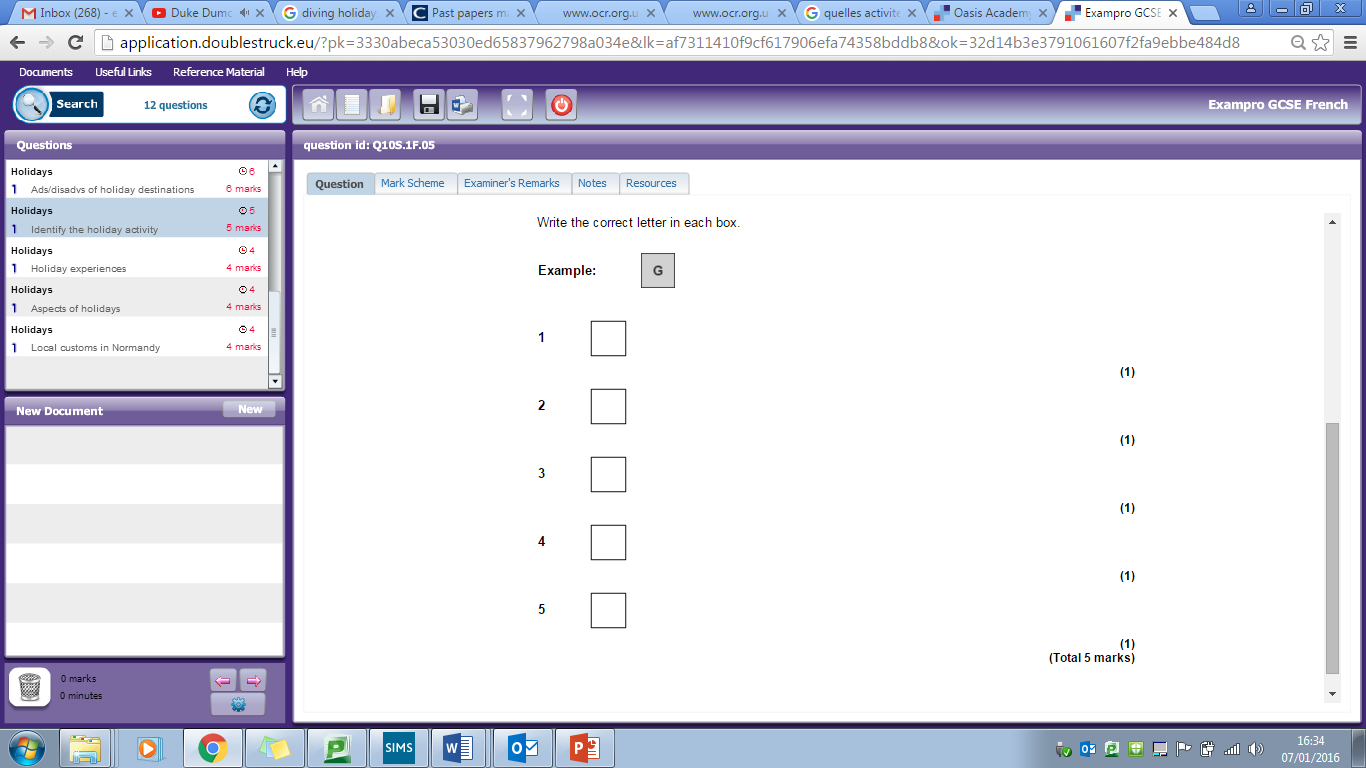 Inbox (268) - e
Duke Dumo
diving holiday
Past papers m
www.ocr.org.u
www.ocr.org.u
quelles activite
Oasis Academ
Exampro GCSE
application.doublestruck.eu/?pk=3330abeca53030ed65837962798a034e&lk=af7311410f9cf617906efa74358bddb8&ok=32d14b3e3791061607f2fa9ebbe484d8
Documents Useful Links Reference Material Help
Search 12 questions
Exampro GCSE French
Questions
Holidays 6
1 Ads/disadvs of holiday destinations 6 marks
Holidays 5
1 Identify the holiday activity 5 marks
Holidays 4
1 Holiday experiences 4 marks
Holidays 4
1 Aspects of holidays 4 marks
Holidays 4
1 Local customs in Normandy 4 marks
New Document New
0 marks
0 minutes
question id: Q10S.1F.05
Question Mark Scheme Examiner's Remarks Notes Resources
Write the correct letter in each box.
Example: G
1
(1)
2
(1)
3
(1)
4
(1)
5
(1)
(Total 5 marks)
SIMS
16:34
07/01/2016